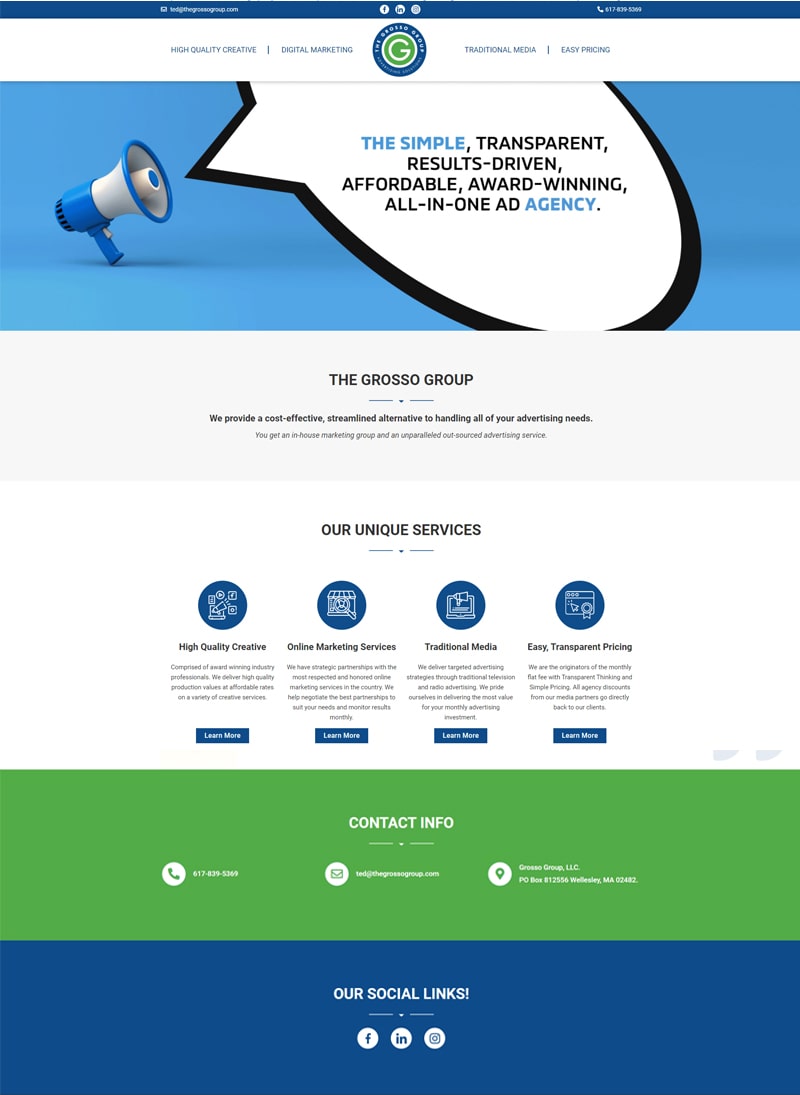 ted@thegrossogroup.com
617-839-5369
HIGH QUALITY CREATIVE
DIGITAL MARKETING
THE GROSSO GROUP
ADVERTISING SOLUTIONS
G
TRADITIONAL MEDIA
EASY PRICING
THE SIMPLE, TRANSPARENT,
RESULTS-DRIVEN,
AFFORDABLE, AWARD-WINNING,
ALL-IN-ONE AD AGENCY.
THE GROSSO GROUP
We provide a cost-effective, streamlined alternative to handling all of your advertising needs.
You get an in-house marketing group and an unparalleled out-sourced advertising service.
OUR UNIQUE SERVICES
High Quality Creative
Comprised of award winning industry
professionals. We deliver high quality
production values at affordable rates
on a variety of creative services.
Learn More
Online Marketing Services
We have strategic partnerships with the
most respected and honored online
marketing services in the country. We
help negotiate the best partnerships to
suit your needs and monitor results
monthly.
Learn More
Traditional Media
We deliver targeted advertising
strategies through traditional television
and radio advertising. We pride
ourselves in delivering the most value
for your monthly advertising
investment.
Learn More
Easy, Transparent Pricing
We are the originators of the monthly
flat fee with Transparent Thinking and
Simple Pricing. All agency discounts
from our media partners go directly
back to our clients.
Learn More
CONTACT INFO
617-839-5369
ted@thegrossogroup.com
Grosso Group, LLC.
PO Box 812556 Wellesley, MA 02482.
OUR SOCIAL LINKS!